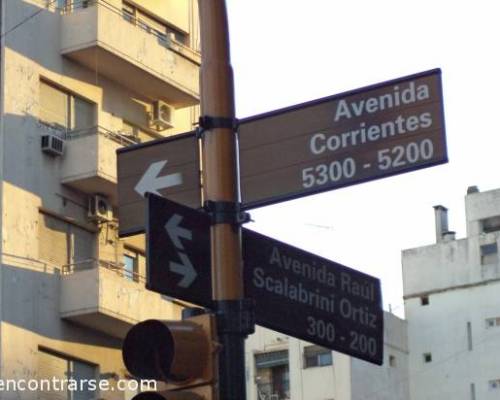 Avenida
Corrientes
5300 - 5200
Avenida Raúl
Scalabrini Ortiz
300 - 200
encontrarse.com